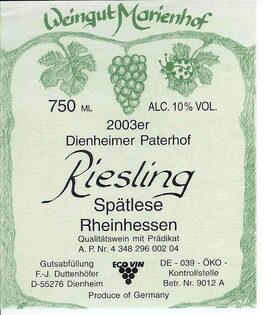 Weingut Marienhof
750 ML
ALC. 10% VOL.
2003er
Dienheimer Paterhof
Riesling
Spätlese
Rheinhessen
Qualitätswein mit Prädikat
A. P. Nr. 4 348 296 002 04
Gutsabfüllung
F.-J. Duttenhöfer
D-55276 Dienheim
ECO VIN
DE - 039 - ÖKO -
Kontrollstelle
Betr. Nr. 9012 A
Produce of Germany